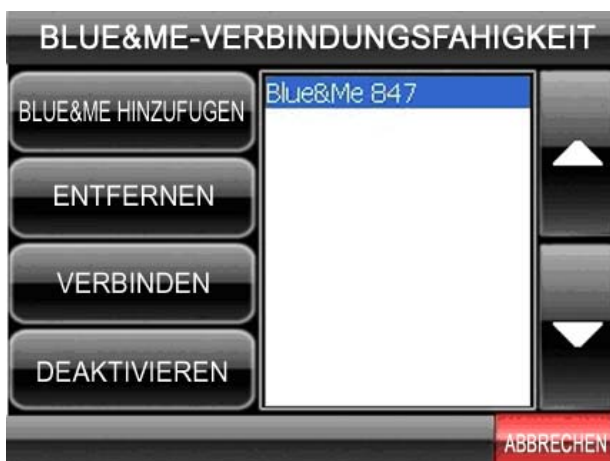 BLUE&ME-VERBINDUNGSFAHIGKEIT
BLUE&ME HINZUFUGEN
Blue&Me 847
ENTFERNEN
VERBINDEN
DEAKTIVIEREN
ABBRECHEN